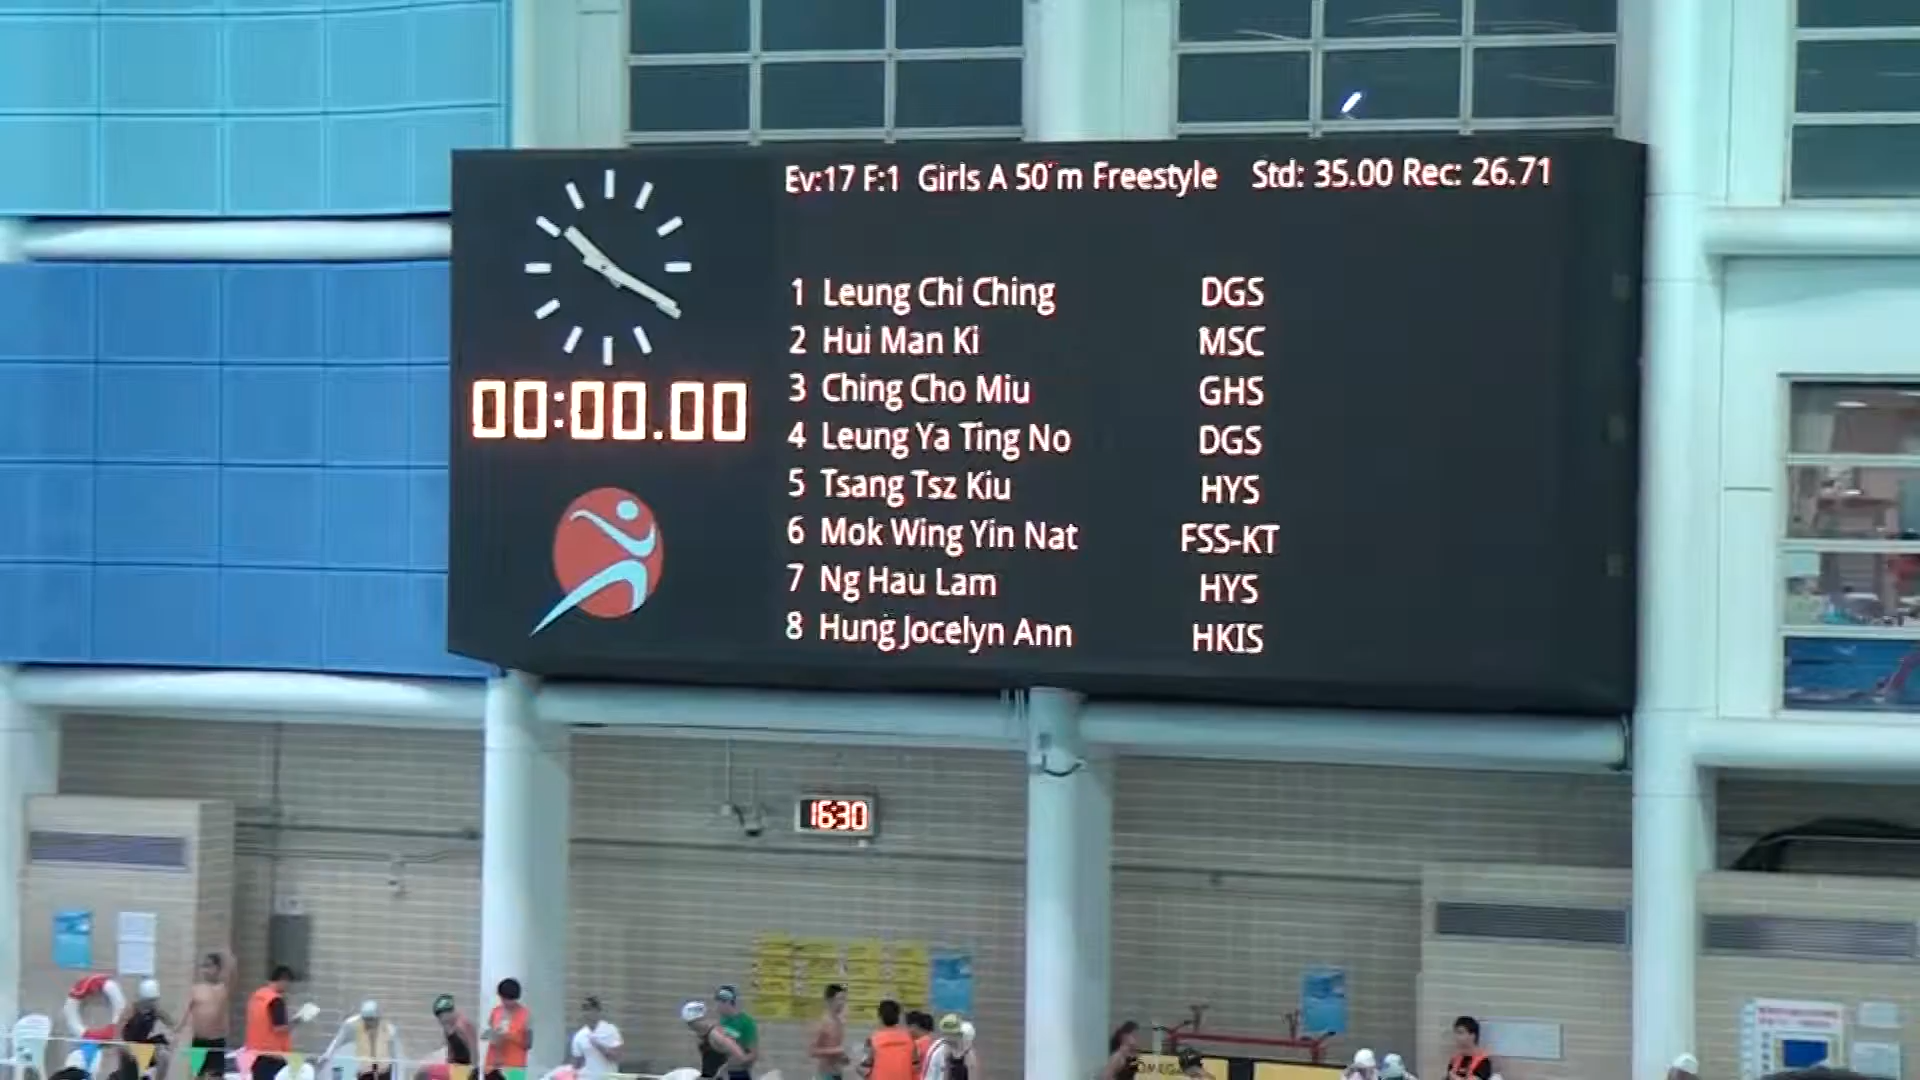 Ev:17 F:1 Girls A 50 m Freestyle Std: 35.00 Rec: 26.71
1 Leung Chi Ching DGS
2 Hui Man Ki MSC
3 Ching Cho Miu GHS
4 Leung Ya Ting No DGS
5 Tsang Tsz Kiu HYS
6 Mok Wing Yin Nat FSS-KT
7 Ng Hau Lam HYS
8 Hung Jocelyn Ann HKIS
00:00.00
16:30
OMEGA